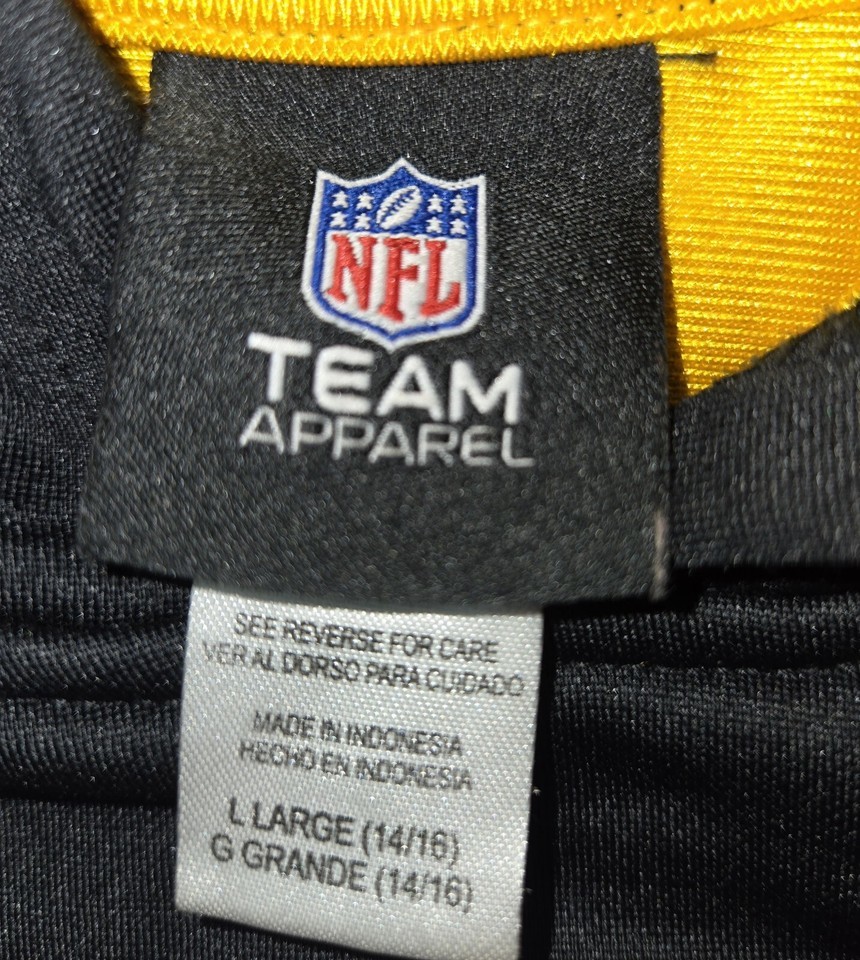 NFL
TEAM
APPAREL
SEE REVERSE FOR CARE
VER AL DORSO PARA CUIDADO
MADE IN INDONESIA
HECHO EN INDONESIA
L LARGE (14/16)
G GRANDE (14/16)